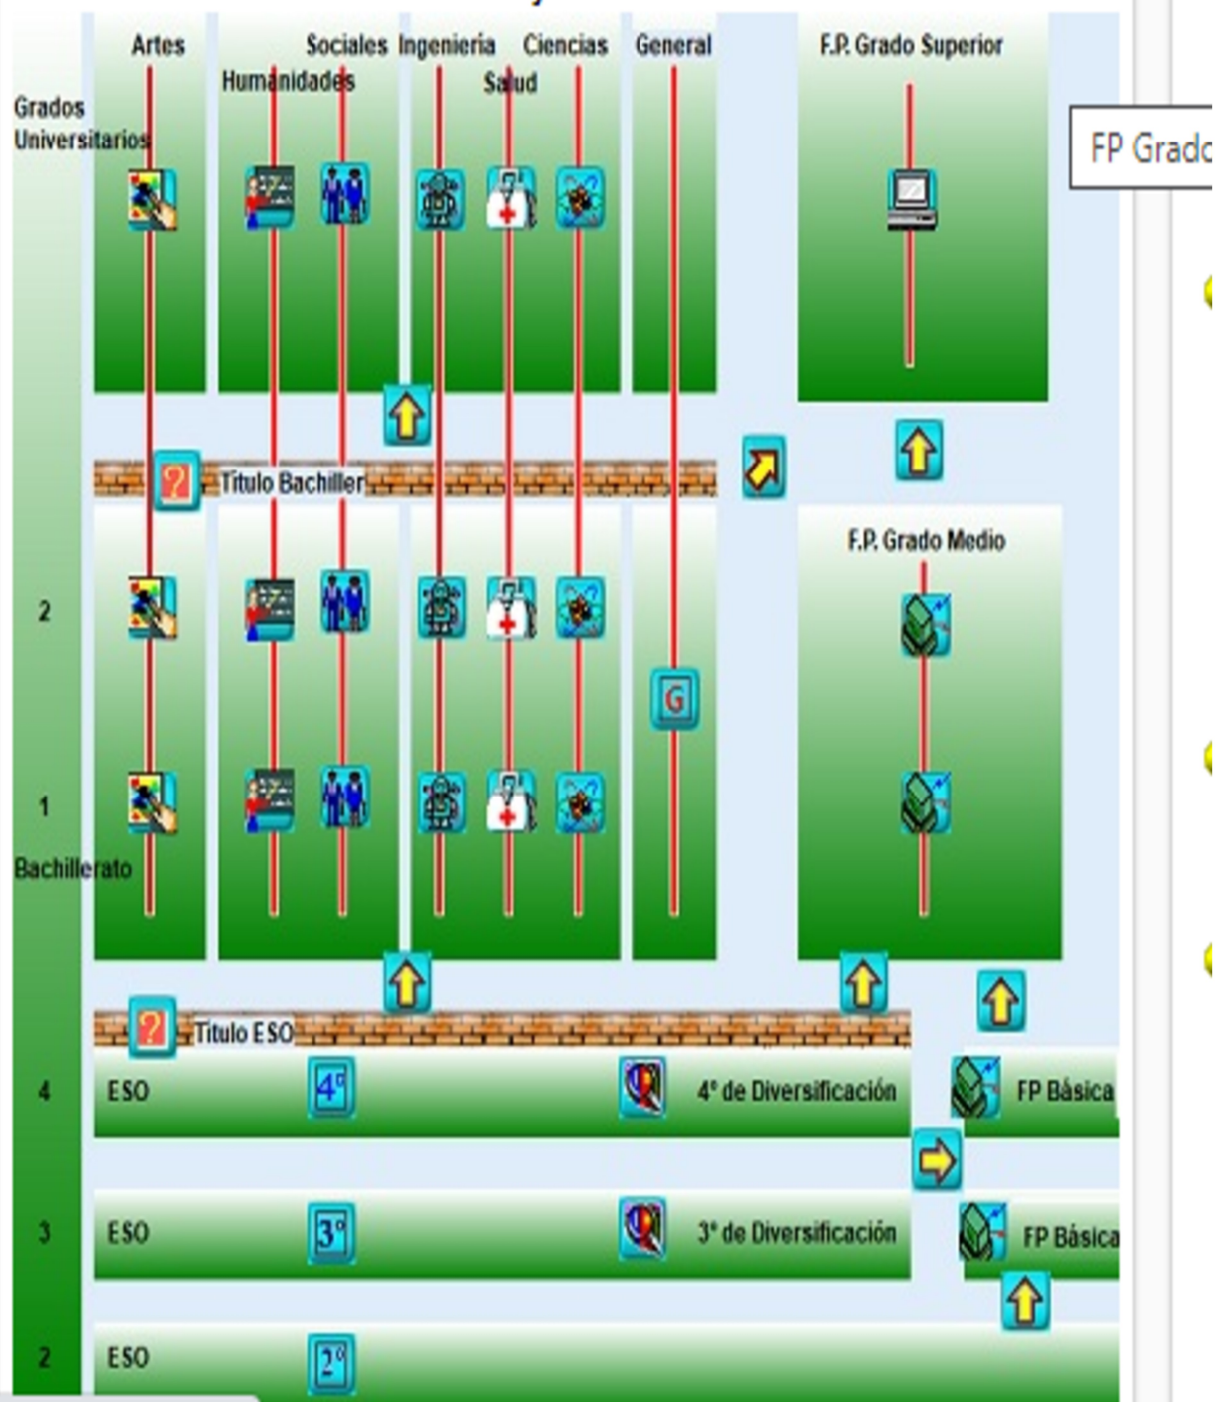 Artes
Sociales
Ingeniería
Ciencias
General
F.P. Grado Superior
Humanidades
Salud
Grados
Universitarios
FP Grado
?
Título Bachiller
F.P. Grado Medio
2
G
1
Bachillerato
?
Titulo ESO
4
ESO
4º
4º de Diversificación
FP Básica
3
ESO
3º
3º de Diversificación
FP Básica
2
ESO
2º